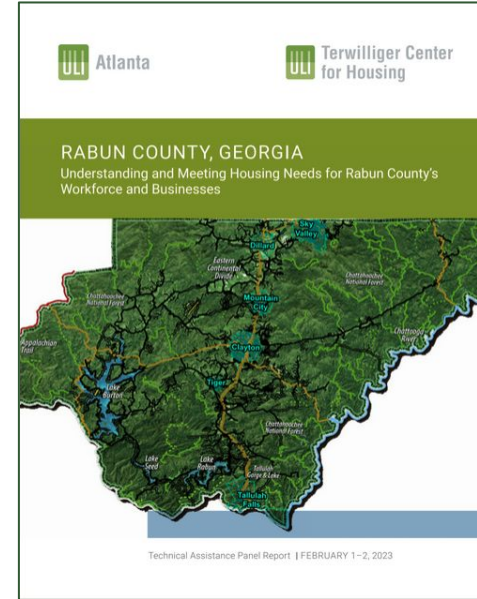 ULI Atlanta
ULI Terwilliger Center
for Housing
RABUN COUNTY, GEORGIA
Understanding and Meeting Housing Needs for Rabun County's
Workforce and Businesses
Sky
Valley
Dillard
Eastern
Continental
Divide
Chattahoochee
National Forest
Chattahoochee
National Forest
Mountain
City
Appalachian
Trail
Chattooga
River
Clayton
Lake
Burton
Tiger
Chattahoochee
National Forest
Lake
Seed
Lake
Rabun
Tallulah
Gorge & Lake
Tallulah
Falls
Technical Assistance Panel Report | FEBRUARY 1–2, 2023